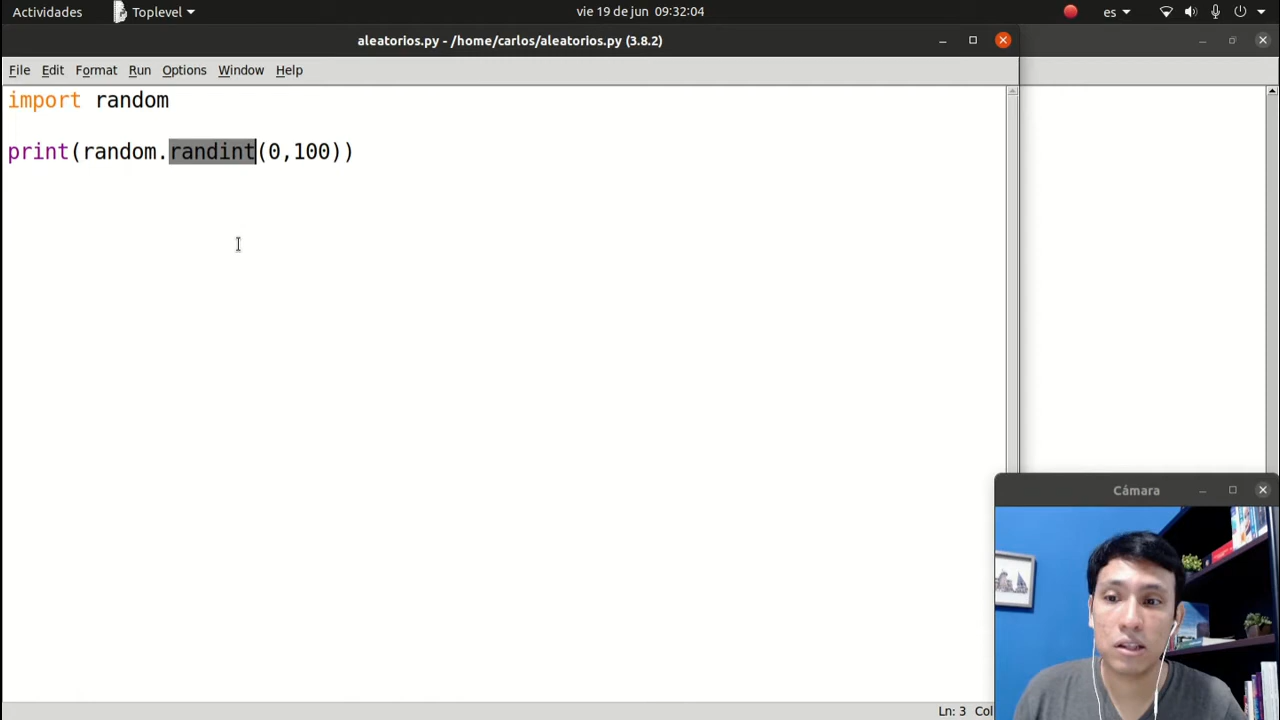 Actividades
Toplevel
vie 19 de jun 09:32:04
es
aleatorios.py - /home/carlos/aleatorios.py (3.8.2)
File Edit Format Run Options Window Help
import random
print(random.randint(0,100))
Cámara
Ln: 3 Col